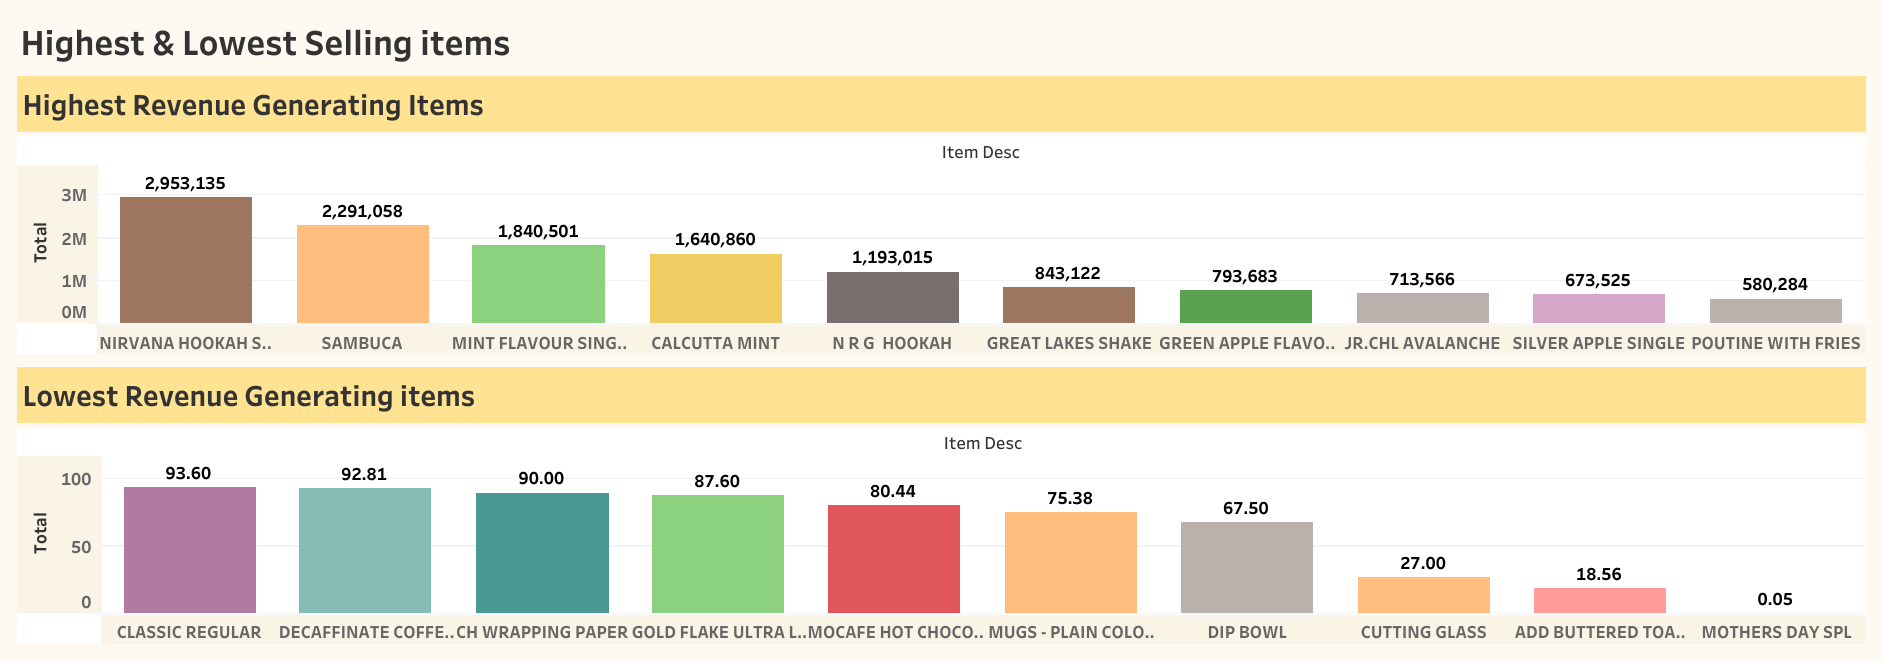 Highest & Lowest Selling items
Highest Revenue Generating Items
Item Desc
Total
3M
2M
1M
0M
2,953,135
2,291,058
1,840,501
1,640,860
1,193,015
843,122
793,683
713,566
673,525
580,284
NIRVANA HOOKAH S..
SAMBUCA
MINT FLAVOUR SING..
CALCUTTA MINT
N R G  HOOKAH
GREAT LAKES SHAKE
GREEN APPLE FLAVO..
JR.CHL AVALANCHE
SILVER APPLE SINGLE
POUTINE WITH FRIES
Lowest Revenue Generating items
Item Desc
Total
100
50
0
93.60
92.81
90.00
87.60
80.44
75.38
67.50
27.00
18.56
0.05
CLASSIC REGULAR
DECAFFINATE COFFE..
CH WRAPPING PAPER
GOLD FLAKE ULTRA L..
MOCAFE HOT CHOCO..
MUGS - PLAIN COLO..
DIP BOWL
CUTTING GLASS
ADD BUTTERED TOA..
MOTHERS DAY SPL